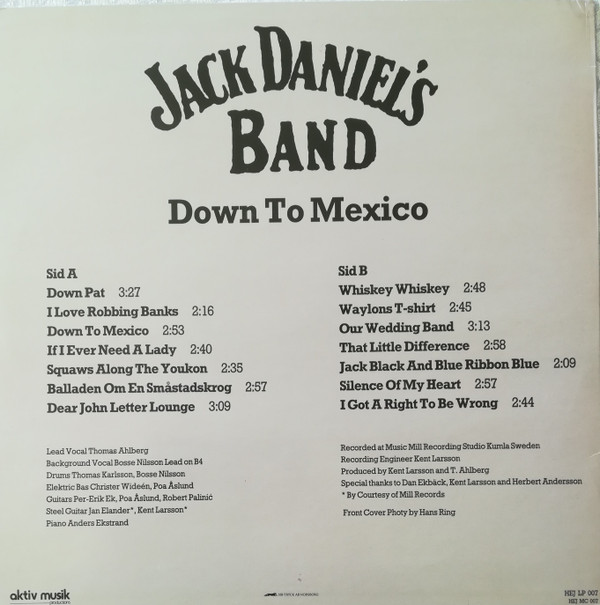 JACK DANIEL'S
BAND
Down To Mexico
Sid A
Down Pat 3:27
I Love Robbing Banks 2:16
Down To Mexico 2:53
If I Ever Need A Lady 2:40
Squaws Along The Youkon 2:35
Balladen Om En Småstadskrog 2:57
Dear John Letter Lounge 3:09
Sid B
Whiskey Whiskey 2:48
Waylons T-shirt 2:45
Our Wedding Band 3:13
That Little Difference 2:58
Jack Black And Blue Ribbon Blue 2:09
Silence Of My Heart 2:57
I Got A Right To Be Wrong 2:44
Lead Vocal Thomas Ahlberg
Background Vocal Bosse Nilsson Lead on B4
Drums Thomas Karlsson, Bosse Nilsson
Elektric Bas Christer Wideén, Poa Åslund
Guitars Per-Erik Ek, Poa Åslund, Robert Palinić
Steel Guitar Jan Elander*, Kent Larsson*
Piano Anders Ekstrand
Recorded at Music Mill Recording Studio Kumla Sweden
Recording Engineer Kent Larsson
Produced by Kent Larsson and T. Ahlberg
Special thanks to Dan Ekbäck, Kent Larsson and Herbert Andersson
* By Courtesy of Mill Records
Front Cover Photy by Hans Ring
aktiv musik
productions
HEJ LP 007
HEJ MC 007